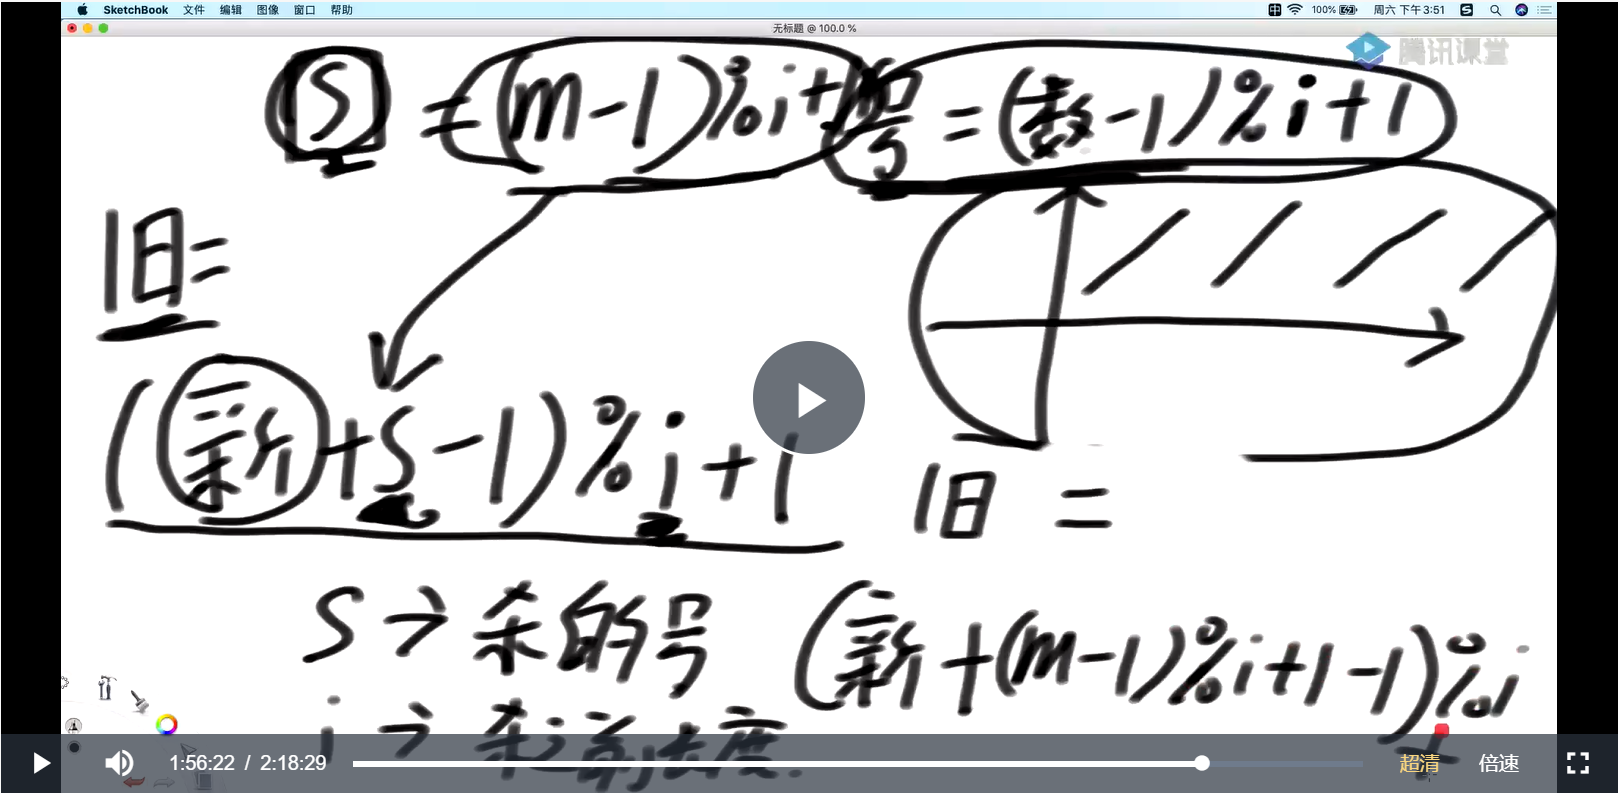 SketchBook 文件 编辑 图像 窗口 帮助 100% 周六 下午3:51
无标题 @ 100.0 %
腾讯课堂
S = (m-1)%i+1 号 = (数-1)%i+1
旧=
(新+S-1)%i+1
旧 =
S→杀的号
(新+(m-1)%i+1-1)%i
+
i→杀之前长度.
1:56:22 / 2:18:29 超清 倍速